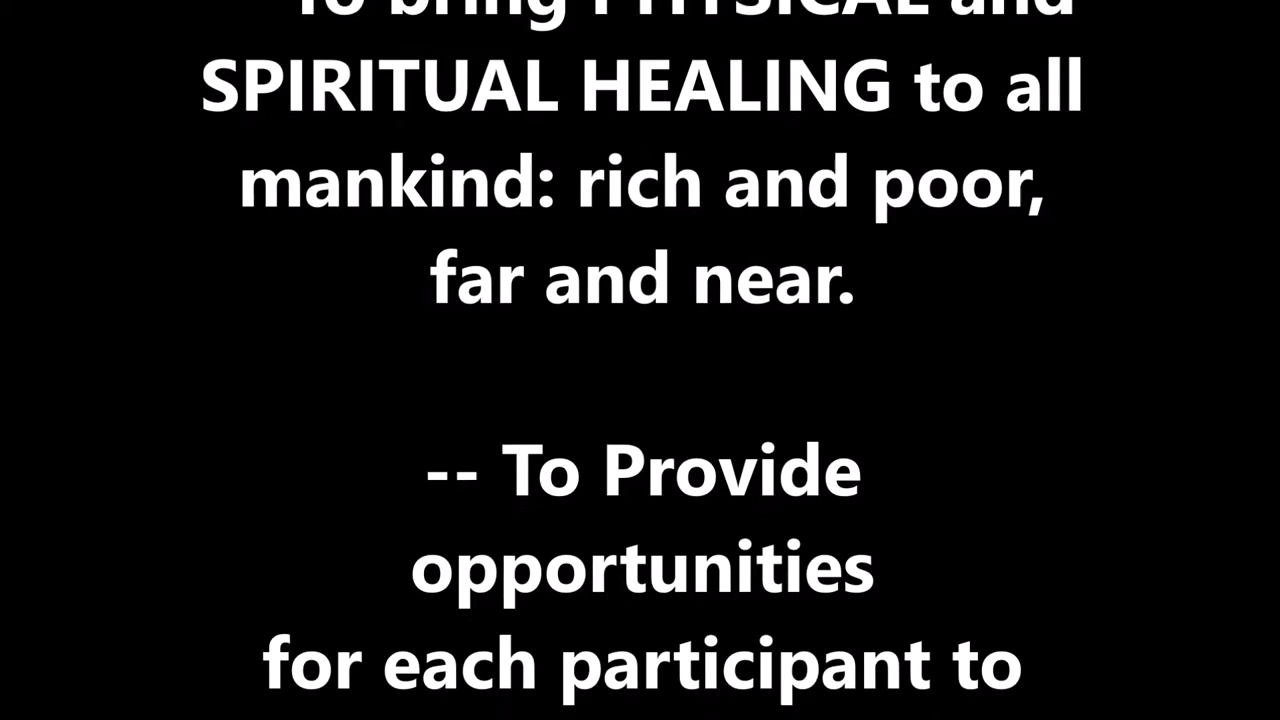 To bring PHYSICAL and
SPIRITUAL HEALING to all
mankind: rich and poor,
far and near.
-- To Provide
opportunities
for each participant to